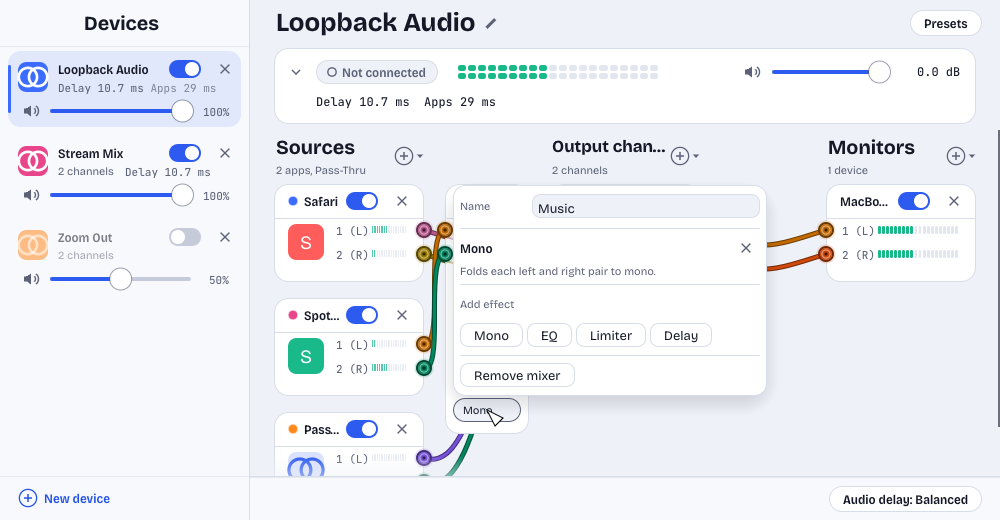 Devices
Loopback Audio
Delay 10.7 ms Apps 29 ms
100%
Stream Mix
2 channels Delay 10.7 ms
100%
Zoom Out
2 channels
50%
New device
Loopback Audio
Presets
Not connected
0.0 dB
Delay 10.7 ms Apps 29 ms
Sources
2 apps, Pass-Thru
Output chan...
2 channels
Monitors
1 device
Safari
S
1 (L)
2 (R)
Spot...
S
1 (L)
2 (R)
Pass...
1 (L)
Name
Music
Mono
Folds each left and right pair to mono.
Add effect
Mono EQ Limiter Delay
Remove mixer
Mono
MacBo...
1 (L)
2 (R)
Audio delay: Balanced